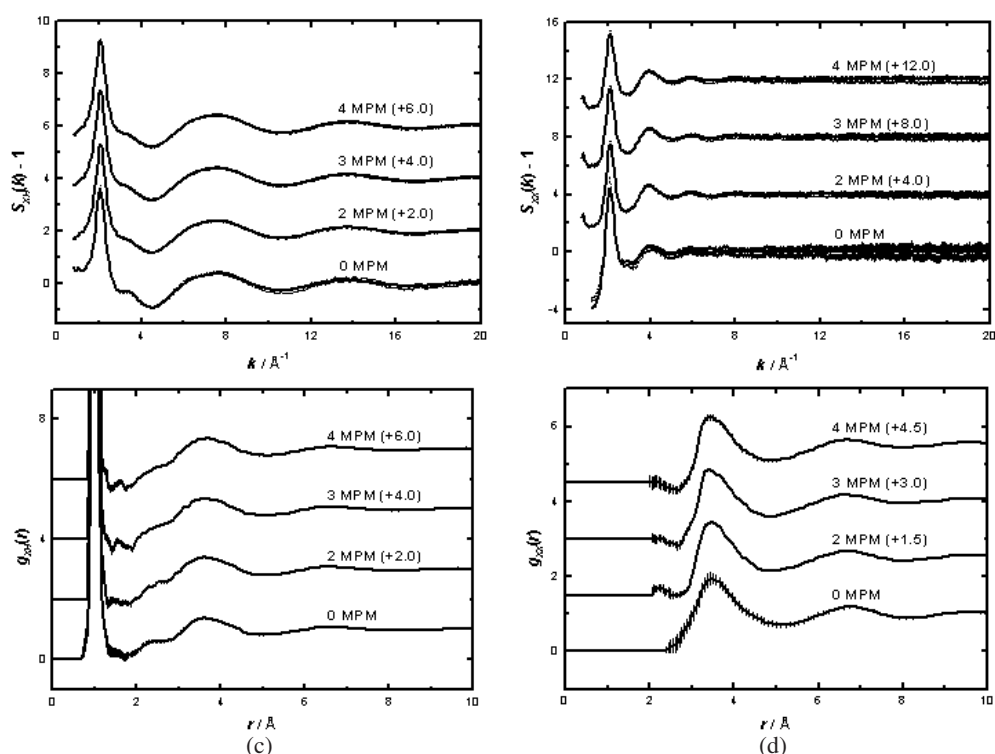 10
8
6
4
2
0
S_XH(k) - 1
4 MPM (+6.0)
3 MPM (+4.0)
2 MPM (+2.0)
0 MPM
0 4 8 12 16 20
k / Å⁻¹
16
12
8
4
0
-4
S_XX(k) - 1
4 MPM (+12.0)
3 MPM (+8.0)
2 MPM (+4.0)
0 MPM
0 4 8 12 16 20
k / Å⁻¹
8
4
0
4 MPM (+6.0)
3 MPM (+4.0)
2 MPM (+2.0)
0 MPM
0 2 4 6 8 10
r / Å
(c)
6
4
2
0
4 MPM (+4.5)
3 MPM (+3.0)
2 MPM (+1.5)
0 MPM
0 2 4 6 8 10
r / Å
(d)